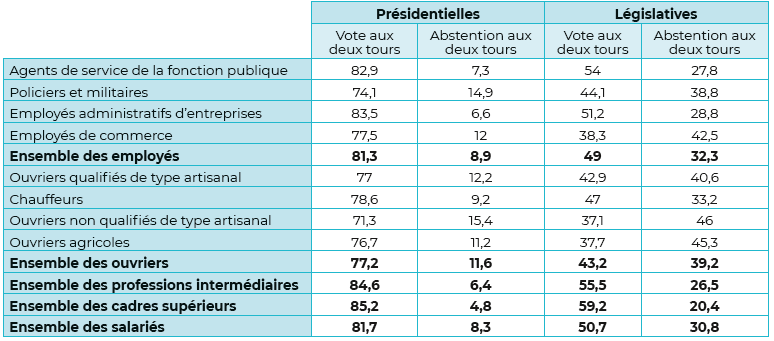 Présidentielles Législatives
Vote aux deux tours Abstention aux deux tours Vote aux deux tours Abstention aux deux tours
Agents de service de la fonction publique 82,9 7,3 54 27,8
Policiers et militaires 74,1 14,9 44,1 38,8
Employés administratifs d'entreprises 83,5 6,6 51,2 28,8
Employés de commerce 77,5 12 38,3 42,5
Ensemble des employés 81,3 8,9 49 32,3
Ouvriers qualifiés de type artisanal 77 12,2 42,9 40,6
Chauffeurs 78,6 9,2 47 33,2
Ouvriers non qualifiés de type artisanal 71,3 15,4 37,1 46
Ouvriers agricoles 76,7 11,2 37,7 45,3
Ensemble des ouvriers 77,2 11,6 43,2 39,2
Ensemble des professions intermédiaires 84,6 6,4 55,5 26,5
Ensemble des cadres supérieurs 85,2 4,8 59,2 20,4
Ensemble des salariés 81,7 8,3 50,7 30,8